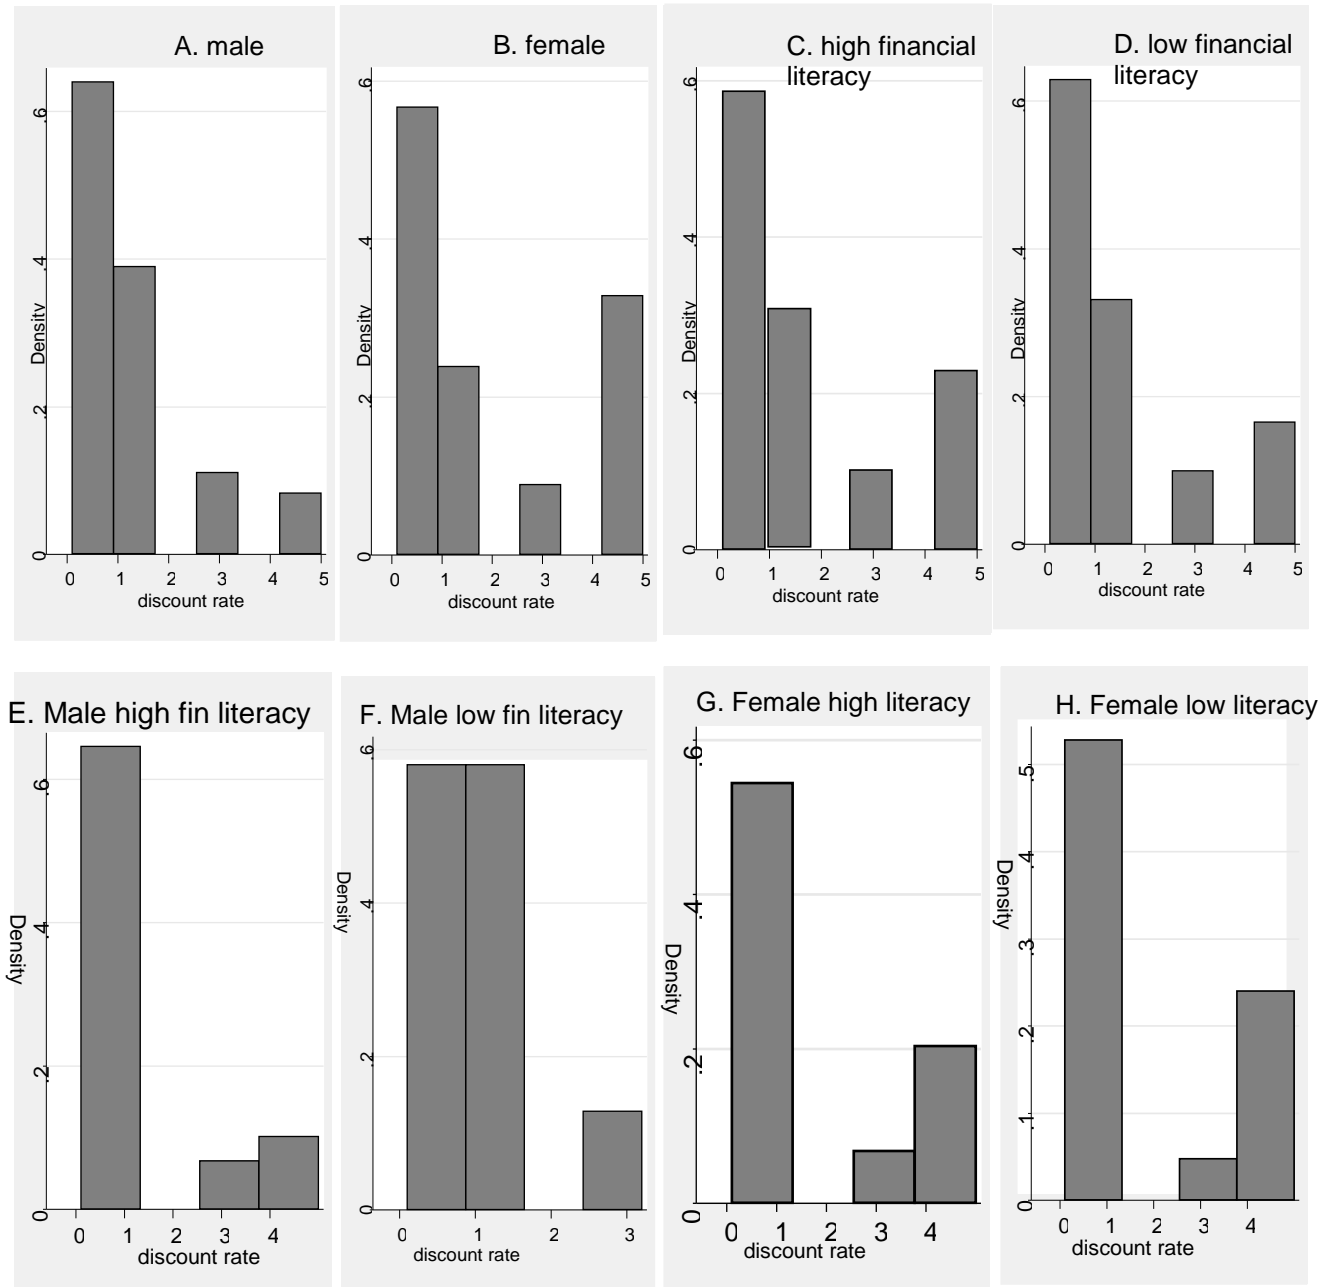 A. male
.6
.4
.2
0
Density
0 1 2 3 4 5
discount rate
B. female
.6
.4
.2
0
Density
0 1 2 3 4 5
discount rate
C. high financial
literacy
.6
.4
.2
0
Density
0 1 2 3 4 5
discount rate
D. low financial
literacy
.6
.4
.2
0
Density
0 1 2 3 4 5
discount rate
E. Male high fin literacy
.6
.4
.2
0
Density
0 1 2 3 4
discount rate
F. Male low fin literacy
.6
.4
.2
0
Density
0 1 2 3
discount rate
G. Female high literacy
.6
.4
.2
0
Density
0 1 2 3 4
discount rate
H. Female low literacy
.5
.4
.3
.2
.1
0
Density
0 1 2 3 4
discount rate